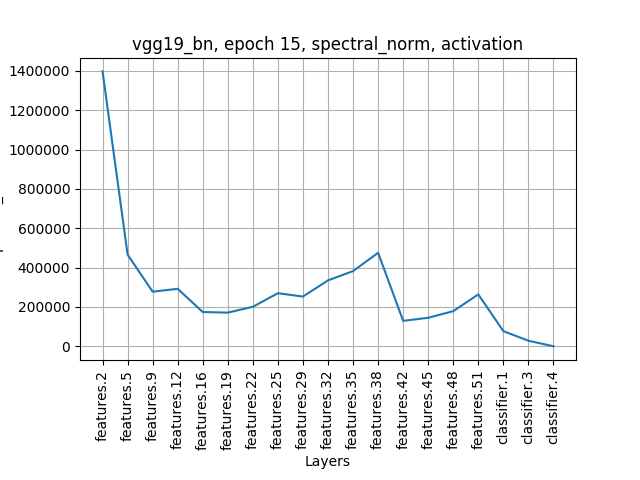 vgg19_bn, epoch 15, spectral_norm, activation
1400000
1200000
1000000
800000
600000
400000
200000
0
features.2
features.5
features.9
features.12
features.16
features.19
features.22
features.25
features.29
features.32
features.35
features.38
features.42
features.45
features.48
features.51
classifier.1
classifier.3
classifier.4
Layers